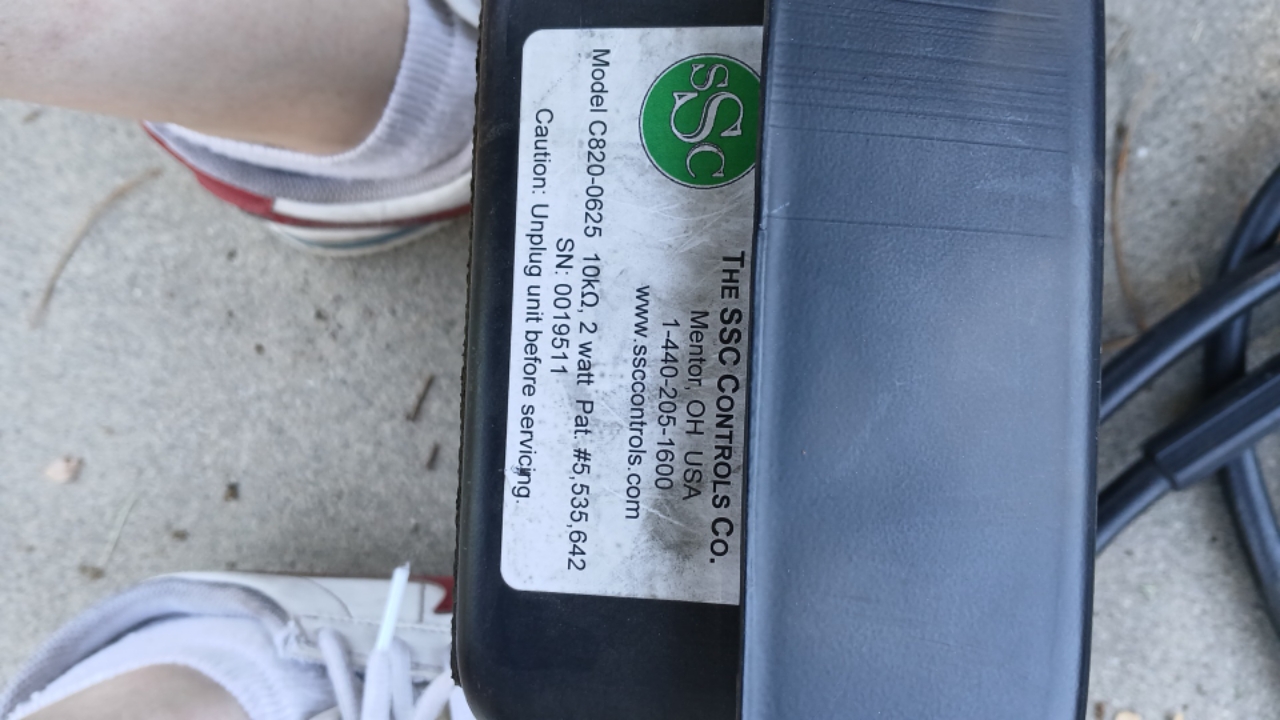 SSC
THE SSC CONTROLS CO.
Mentor, OH USA
1-440-205-1600
www.ssccontrols.com
Model C820-0625 10kΩ, 2 watt Pat. #5,535,642
SN: 0019511
Caution: Unplug unit before servicing.